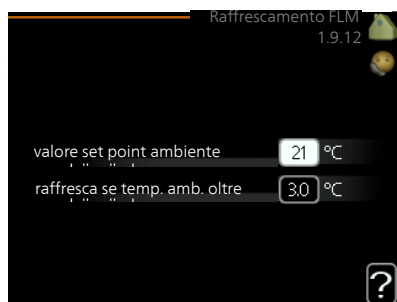 Raffrescamento FLM
1.9.12
valore set point ambiente 21 °C
raffresca se temp. amb. oltre 3.0 °C
?